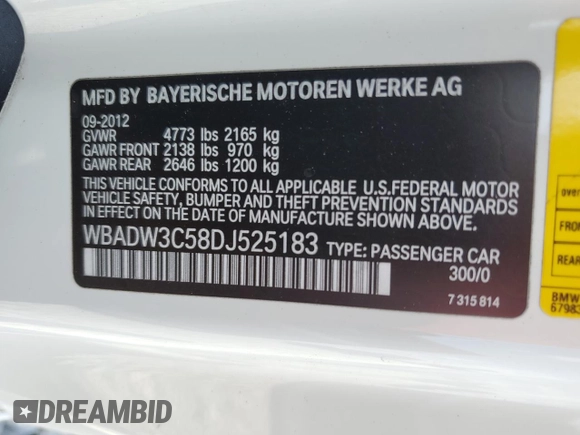 MFD BY BAYERISCHE MOTOREN WERKE AG
09-2012
GVWR 4773 lbs 2165 kg
GAWR FRONT 2138 lbs 970 kg
GAWR REAR 2646 lbs 1200 kg
THIS VEHICLE CONFORMS TO ALL APPLICABLE U.S.FEDERAL MOTOR
VEHICLE SAFETY, BUMPER AND THEFT PREVENTION STANDARDS
IN EFFECT ON THE DATE OF MANUFACTURE SHOWN ABOVE.
WBADW3C58DJ525183 TYPE: PASSENGER CAR
300/0
7 315 814
BMW
DREAMBID